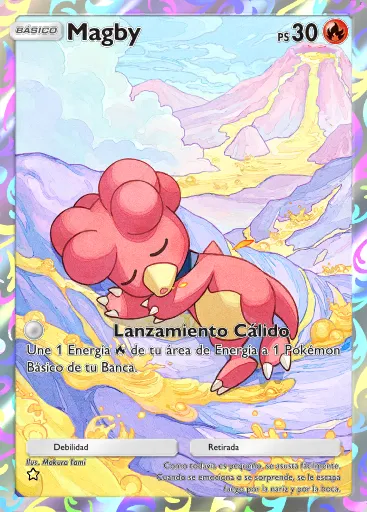 BÁSICO Magby PS 30
Lanzamiento Cálido
Une 1 Energía de tu área de Energía a 1 Pokémon
Básico de tu Banca.
Debilidad Retirada
Ilus. Makura Tami
Como todavía es pequeño, se asusta fácilmente.
Cuando se emociona o se sorprende, se le escapa
fuego por la nariz y por la boca.